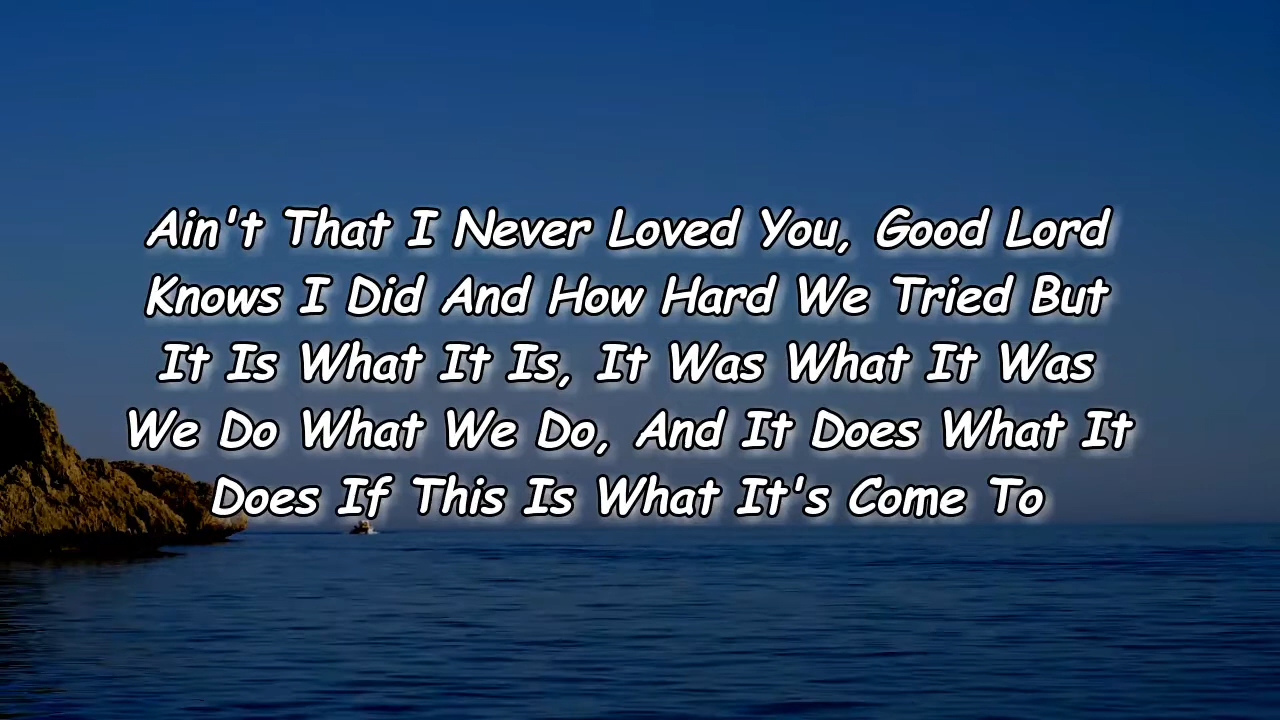 Ain't That I Never Loved You, Good Lord
Knows I Did And How Hard We Tried But
It Is What It Is, It Was What It Was
We Do What We Do, And It Does What It
Does If This Is What It's Come To